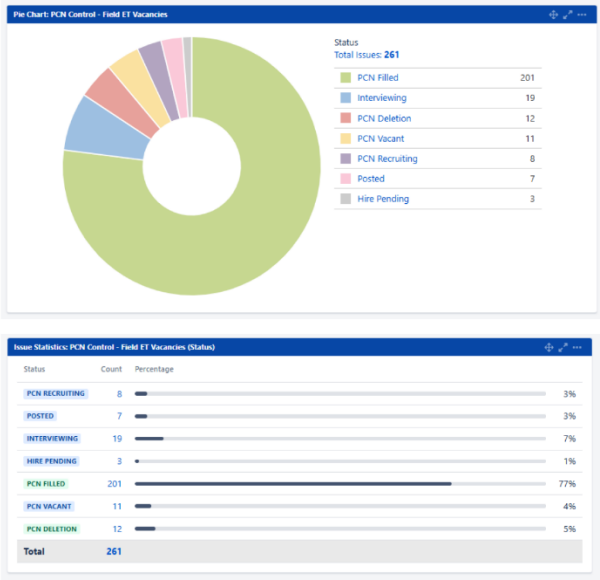 Pie Chart: PCN Control - Field ET Vacancies
Status
Total Issues: 261
PCN Filled 201
Interviewing 19
PCN Deletion 12
PCN Vacant 11
PCN Recruiting 8
Posted 7
Hire Pending 3
Issue Statistics: PCN Control - Field ET Vacancies (Status)
Status Count Percentage
PCN RECRUITING 8 3%
POSTED 7 3%
INTERVIEWING 19 7%
HIRE PENDING 3 1%
PCN FILLED 201 77%
PCN VACANT 11 4%
PCN DELETION 12 5%
Total 261